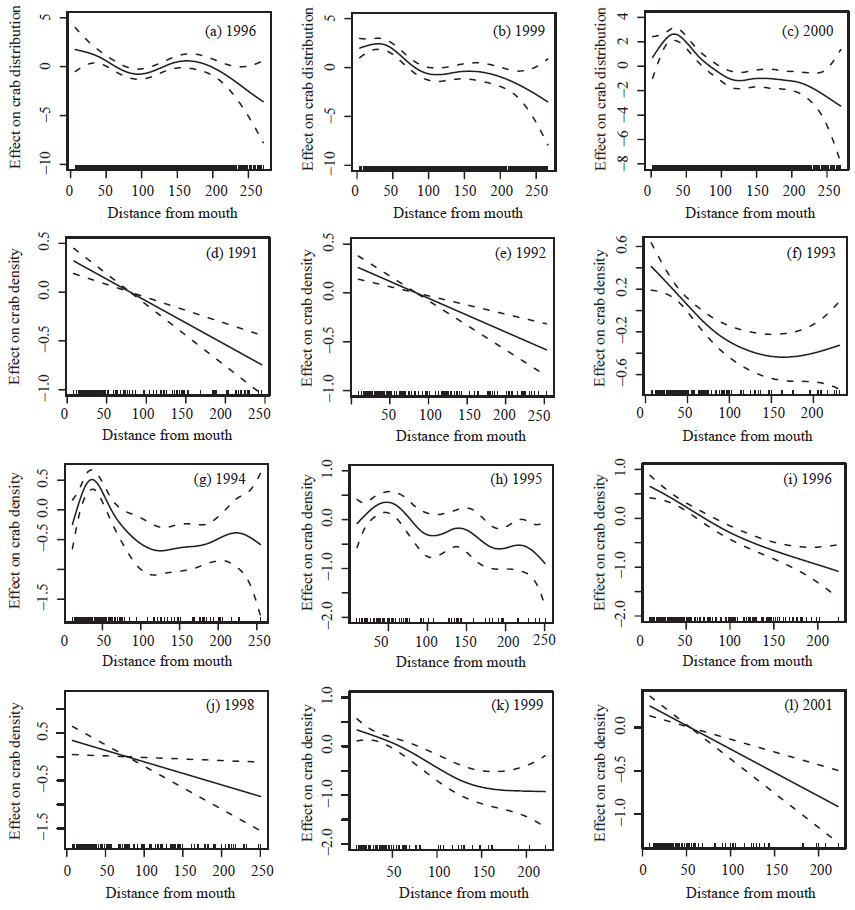 (a) 1996
Effect on crab distribution
5
0
−5
−10
0 50 100 150 200 250
Distance from mouth
(b) 1999
Effect on crab distribution
5
0
−5
−10
0 50 100 150 200 250
Distance from mouth
(c) 2000
Effect on crab distribution
4
2
0
−2
−4
−6
−8
0 50 100 150 200 250
Distance from mouth
(d) 1991
Effect on crab density
0.5
0.0
−0.5
−1.0
0 50 100 150 200 250
Distance from mouth
(e) 1992
Effect on crab density
0.5
0.0
−0.5
−1.0
50 100 150 200 250
Distance from mouth
(f) 1993
Effect on crab density
0.6
0.2
−0.2
−0.6
0 50 100 150 200
Distance from mouth
(g) 1994
Effect on crab density
0.5
0.0
−0.5
−1.5
0 50 100 150 200 250
Distance from mouth
(h) 1995
Effect on crab density
1.0
0.0
−1.0
−2.0
50 100 150 200 250
Distance from mouth
(i) 1996
Effect on crab density
1.0
0.0
−1.0
−2.0
0 50 100 150 200
Distance from mouth
(j) 1998
Effect on crab density
0.5
−0.5
−1.5
0 50 100 150 200 250
Distance from mouth
(k) 1999
Effect on crab density
1.0
0.0
−1.0
−2.0
50 100 150 200
Distance from mouth
(l) 2001
Effect on crab density
0.0
−0.5
−1.0
0 50 100 150 200
Distance from mouth